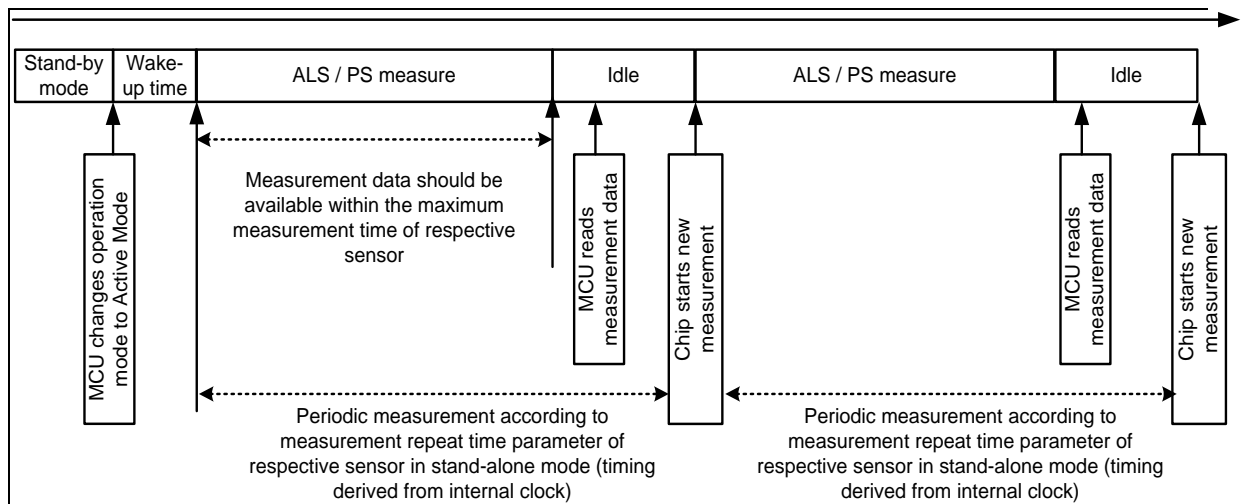 Stand-by
mode
Wake-
up time
ALS / PS measure
Idle
ALS / PS measure
Idle
MCU changes operation
mode to Active Mode
Measurement data should be
available within the maximum
measurement time of respective
sensor
MCU reads
measurement data
Chip starts new
measurement
MCU reads
measurement data
Chip starts new
measurement
Periodic measurement according to
measurement repeat time parameter of
respective sensor in stand-alone mode (timing
derived from internal clock)
Periodic measurement according to
measurement repeat time parameter of
respective sensor in stand-alone mode (timing
derived from internal clock)